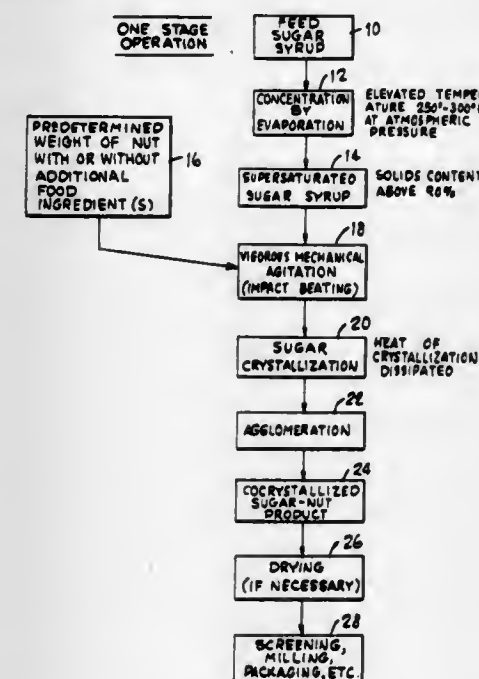 ONE STAGE
OPERATION
FEED
SUGAR
SYRUP
10
12
CONCENTRATION
BY
EVAPORATION
ELEVATED TEMPER
ATURE 250°-300°
AT ATMOSPHERIC
PRESSURE
PREDETERMINED
WEIGHT OF NUT
WITH OR WITHOUT
ADDITIONAL
FOOD
INGREDIENT(S)
16
14
SUPERSATURATED
SUGAR SYRUP
SOLIDS CONTENT
ABOVE 90%
18
VIGOROUS MECHANICAL
AGITATION
(IMPACT BEATING)
20
SUGAR
CRYSTALLIZATION
HEAT OF
CRYSTALLIZATION
DISSIPATED
22
AGGLOMERATION
24
COCRYSTALLIZED
SUGAR-NUT
PRODUCT
26
DRYING
(IF NECESSARY)
28
SCREENING,
MILLING,
PACKAGING, ETC.